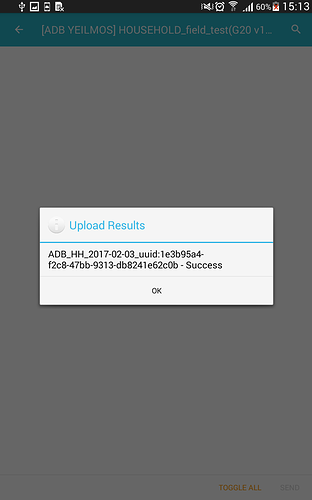 60% 15:13
[ADB YEILMOS] HOUSEHOLD_field_test(G20 v1...
Upload Results
ADB_HH_2017-02-03_uuid:1e3b95a4-
f2c8-47bb-9313-db8241e62c0b - Success
OK
TOGGLE ALL SEND